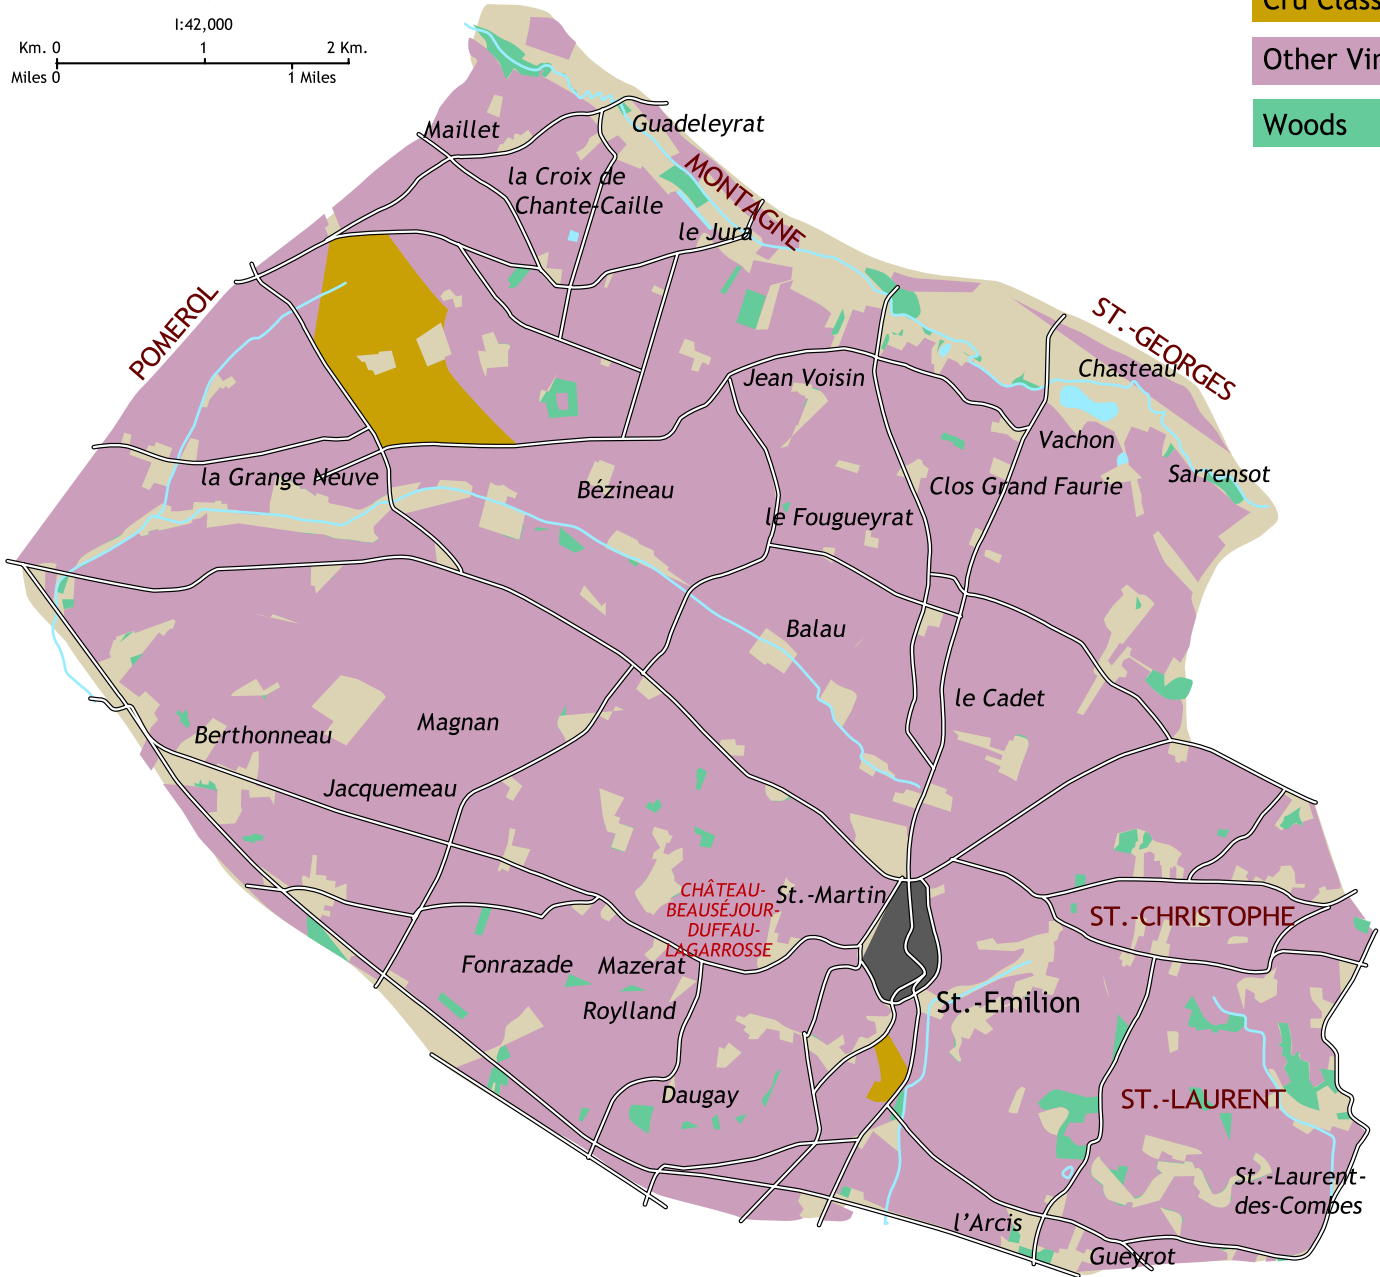 1:42,000
Km. 0 1 2 Km.
Miles 0 1 Miles
Woods
Maillet
Guadeleyrat
MONTAGNE
la Croix de
Chante-Caille
le Jura
POMEROL
ST.-GEORGES
Chasteau
Jean Voisin
Vachon
Sarrensot
la Grange Neuve
Bézineau
Clos Grand Faurie
le Fougueyrat
Balau
le Cadet
Magnan
Berthonneau
Jacquemeau
CHÂTEAU-
BEAUSÉJOUR-
DUFFAU-
LAGARROSSE
St.-Martin
ST.-CHRISTOPHE
Fonrazade
Mazerat
Roylland
St.-Emilion
Daugay
ST.-LAURENT
St.-Laurent-
des-Combes
l’Arcis
Gueyrot